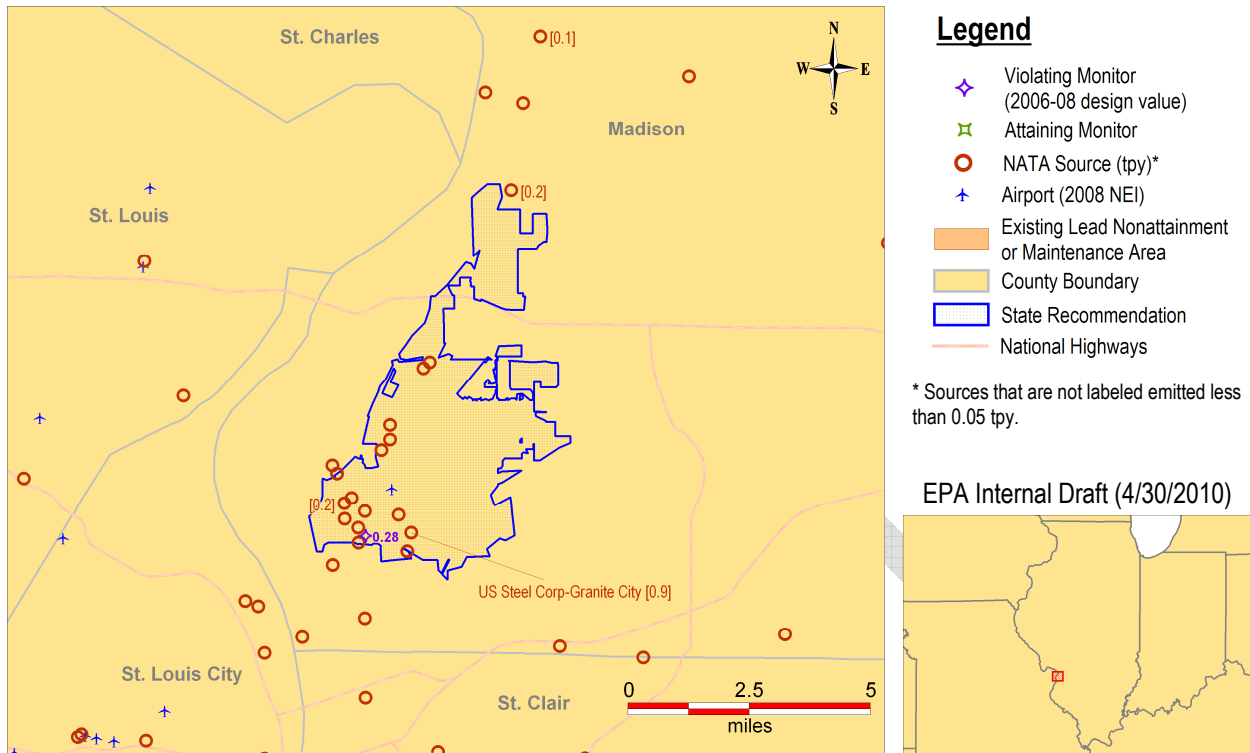 St. Charles
[0.1]
N
W
E
S
Madison
[0.2]
St. Louis
[0.2]
0.28
US Steel Corp-Granite City [0.9]
St. Louis City
St. Clair
0
2.5
5
miles
Legend
Violating Monitor
(2006-08 design value)
Attaining Monitor
NATA Source (tpy)*
Airport (2008 NEI)
Existing Lead Nonattainment
or Maintenance Area
County Boundary
State Recommendation
National Highways
* Sources that are not labeled emitted less
than 0.05 tpy.
EPA Internal Draft (4/30/2010)